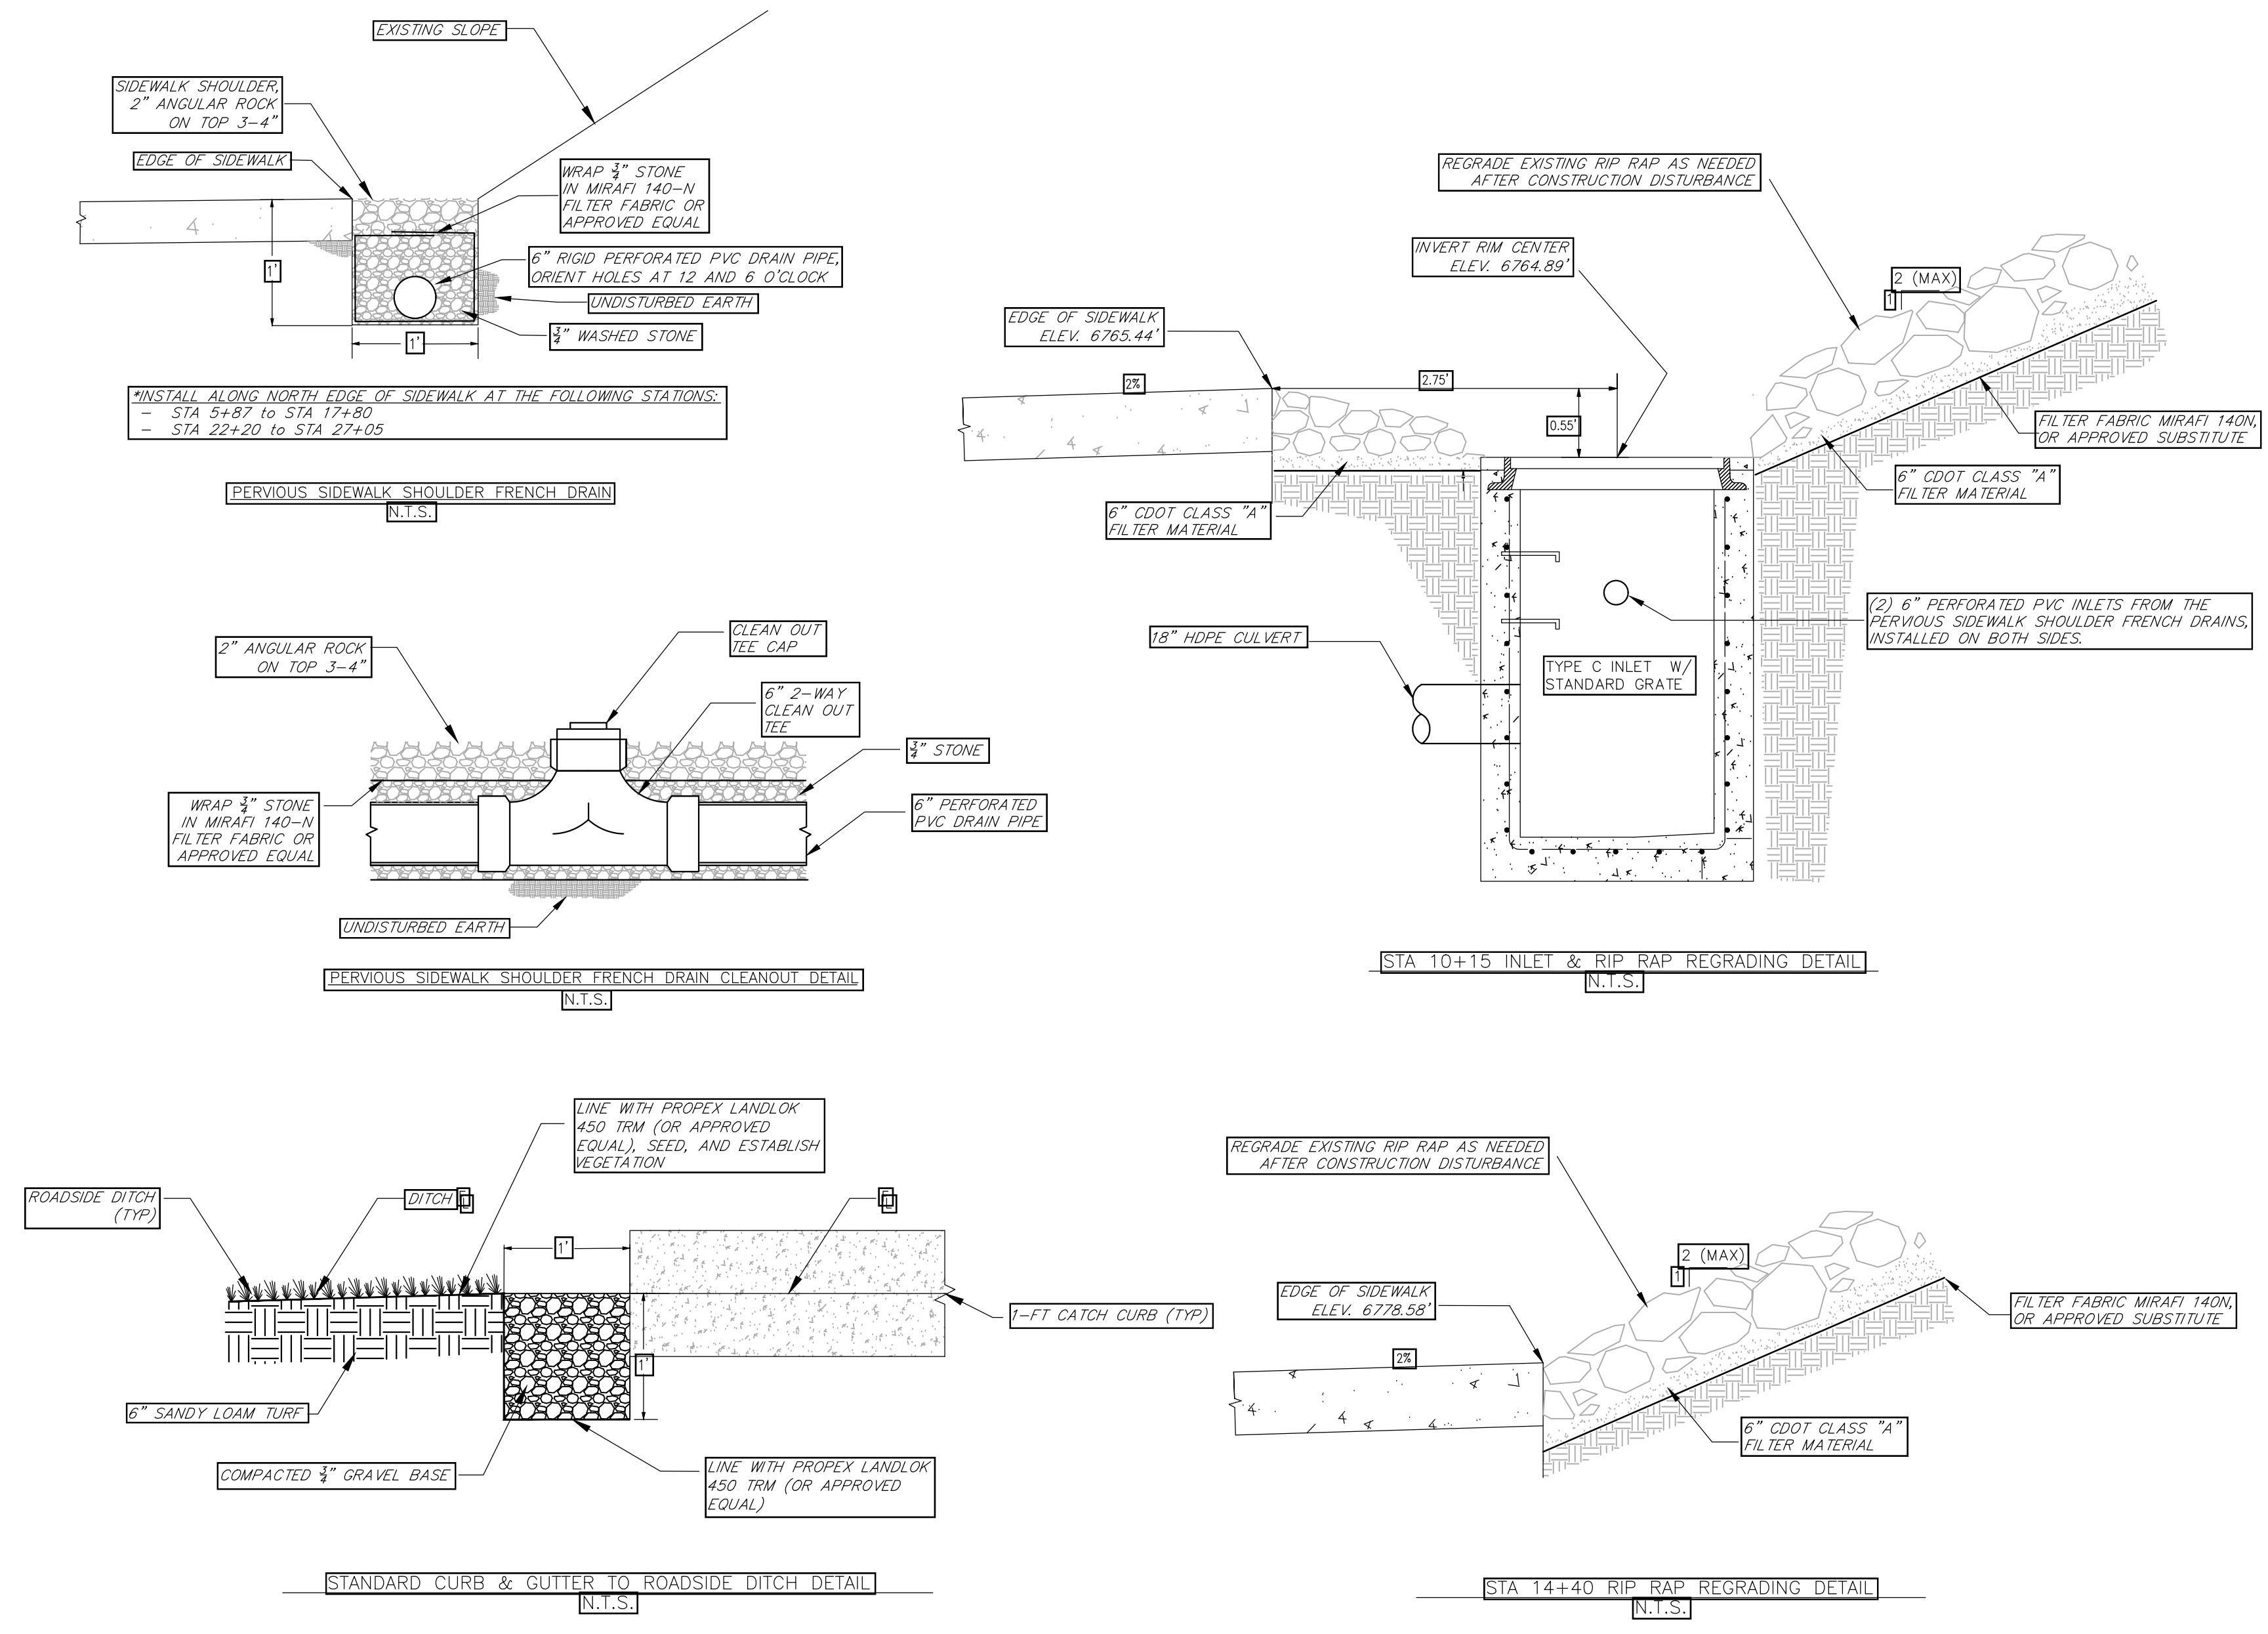 EXISTING SLOPE
SIDEWALK SHOULDER,
2" ANGULAR ROCK
ON TOP 3-4"
EDGE OF SIDEWALK
WRAP 3/4" STONE
IN MIRAFI 140-N
FILTER FABRIC OR
APPROVED EQUAL
6" RIGID PERFORATED PVC DRAIN PIPE,
ORIENT HOLES AT 12 AND 6 O'CLOCK
UNDISTURBED EARTH
3/4" WASHED STONE
1'
1'
*INSTALL ALONG NORTH EDGE OF SIDEWALK AT THE FOLLOWING STATIONS:
- STA 5+87 to STA 17+80
- STA 22+20 to STA 27+05
PERVIOUS SIDEWALK SHOULDER FRENCH DRAIN
N.T.S.
REGRADE EXISTING RIP RAP AS NEEDED
AFTER CONSTRUCTION DISTURBANCE
INVERT RIM CENTER
ELEV. 6764.89'
EDGE OF SIDEWALK
ELEV. 6765.44'
2%
2.75'
0.55'
2 (MAX)
1
FILTER FABRIC MIRAFI 140N,
OR APPROVED SUBSTITUTE
6" CDOT CLASS "A"
FILTER MATERIAL
6" CDOT CLASS "A"
FILTER MATERIAL
(2) 6" PERFORATED PVC INLETS FROM THE
PERVIOUS SIDEWALK SHOULDER FRENCH DRAINS,
INSTALLED ON BOTH SIDES.
18" HDPE CULVERT
TYPE C INLET W/
STANDARD GRATE
STA 10+15 INLET & RIP RAP REGRADING DETAIL
N.T.S.
2" ANGULAR ROCK
ON TOP 3-4"
CLEAN OUT
TEE CAP
6" 2-WAY
CLEAN OUT
TEE
3/4" STONE
6" PERFORATED
PVC DRAIN PIPE
WRAP 3/4" STONE
IN MIRAFI 140-N
FILTER FABRIC OR
APPROVED EQUAL
UNDISTURBED EARTH
PERVIOUS SIDEWALK SHOULDER FRENCH DRAIN CLEANOUT DETAIL
N.T.S.
LINE WITH PROPEX LANDLOK
450 TRM (OR APPROVED
EQUAL), SEED, AND ESTABLISH
VEGETATION
ROADSIDE DITCH
(TYP)
DITCH FL
FL
1'
1'
1-FT CATCH CURB (TYP)
6" SANDY LOAM TURF
COMPACTED 3/4" GRAVEL BASE
LINE WITH PROPEX LANDLOK
450 TRM (OR APPROVED
EQUAL)
STANDARD CURB & GUTTER TO ROADSIDE DITCH DETAIL
N.T.S.
REGRADE EXISTING RIP RAP AS NEEDED
AFTER CONSTRUCTION DISTURBANCE
2 (MAX)
1
EDGE OF SIDEWALK
ELEV. 6778.58'
2%
FILTER FABRIC MIRAFI 140N,
OR APPROVED SUBSTITUTE
6" CDOT CLASS "A"
FILTER MATERIAL
STA 14+40 RIP RAP REGRADING DETAIL
N.T.S.